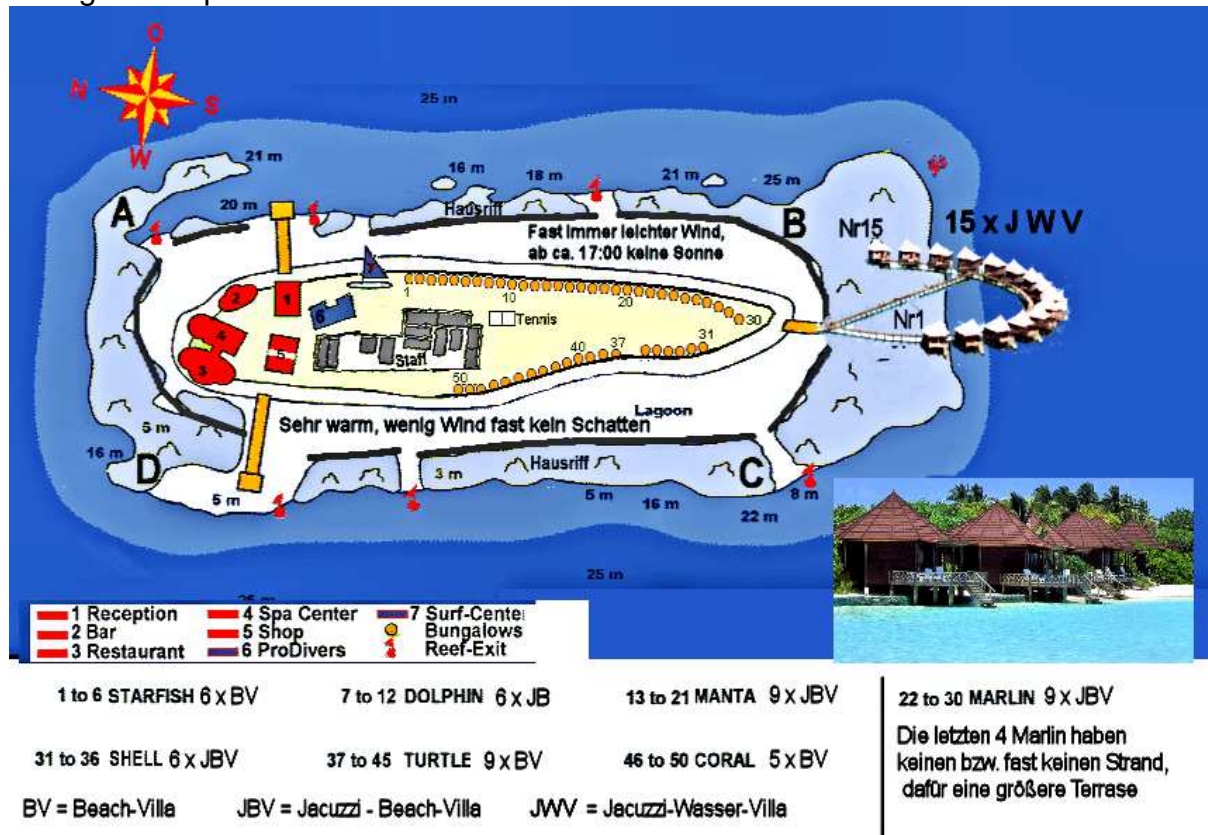 O
N
S
W
25 m
21 m
16 m
18 m
21 m
25 m
A
20 m
Hausriff
B
Nr15
15 x J W V
Fast immer leichter Wind,
ab ca. 17:00 keine Sonne
7
1
2
1
6
10
20
30
Tennis
Nr1
4
5
Staff
40
37
31
3
50
Lagoon
Sehr warm, wenig Wind fast kein Schatten
5 m
16 m
D
Hausriff
C
3 m
5 m
5 m
16 m
8 m
22 m
25 m
1 Reception
2 Bar
3 Restaurant
4 Spa Center
5 Shop
6 ProDivers
7 Surf-Center
Bungalows
Reef-Exit
1 to 6 STARFISH 6 x BV
7 to 12 DOLPHIN 6 x JB
13 to 21 MANTA 9 x JBV
22 to 30 MARLIN 9 x JBV
Die letzten 4 Marlin haben
keinen bzw. fast keinen Strand,
dafür eine größere Terrase
31 to 36 SHELL 6 x JBV
37 to 45 TURTLE 9 x BV
46 to 50 CORAL 5 x BV
BV = Beach-Villa
JBV = Jacuzzi - Beach-Villa
JWV = Jacuzzi-Wasser-Villa